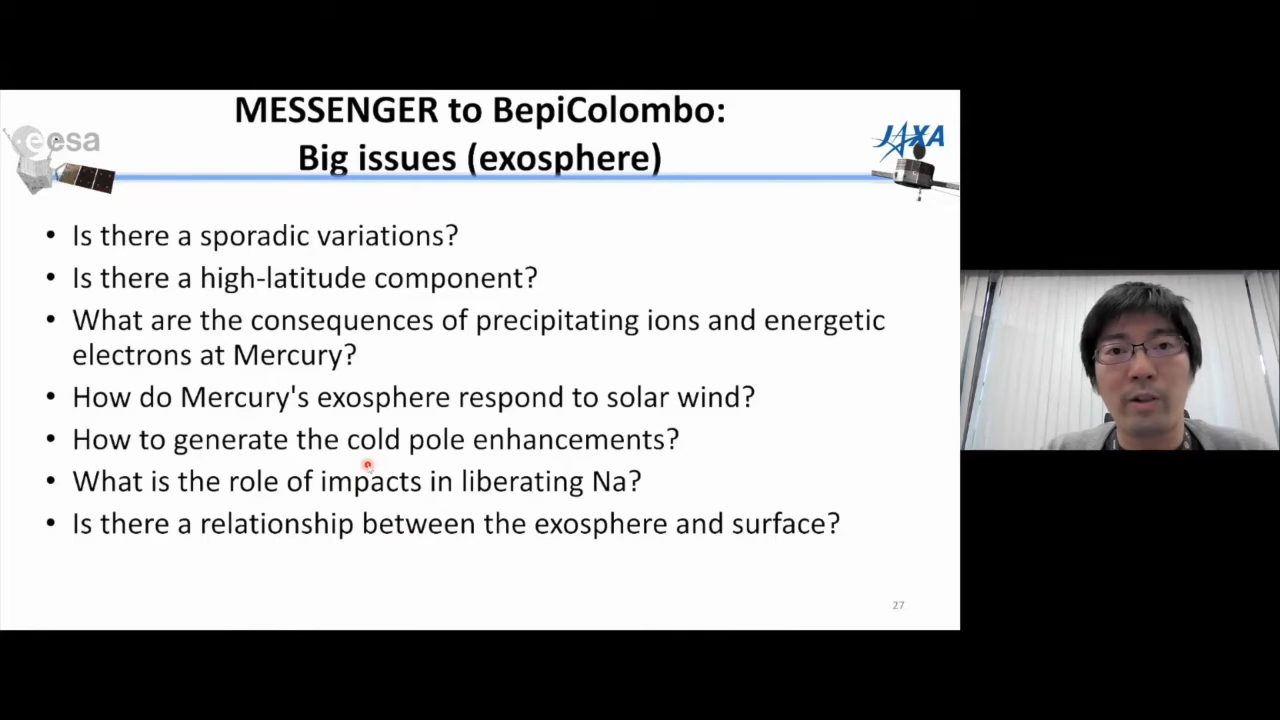 MESSENGER to BepiColombo:
Big issues (exosphere)
esa
JAXA
• Is there a sporadic variations?
• Is there a high-latitude component?
• What are the consequences of precipitating ions and energetic
electrons at Mercury?
• How do Mercury's exosphere respond to solar wind?
• How to generate the cold pole enhancements?
• What is the role of impacts in liberating Na?
• Is there a relationship between the exosphere and surface?
27